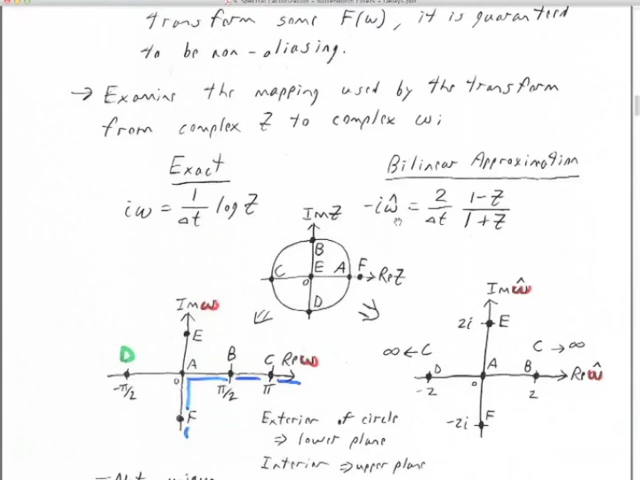 transform some F(ω), it is guaranteed
to be non-aliasing.
→ Examine the mapping used by the transform
from complex Z to complex ωi
Exact
Bilinear Approximation
iω = 1/Δt log Z
-iω̂ = 2/Δt 1-Z/1+Z
Im Z
B
C E A F Re Z
0
D
Im ω
E
D A B C Re ω
-π/2 0 π/2 π
F
Im ω̂
2i E
∞ ← C C → ∞
D A B Re ω̂
-2 0 2
-2i F
Exterior of circle
⇒ lower plane
Interior ⇒ upper plane